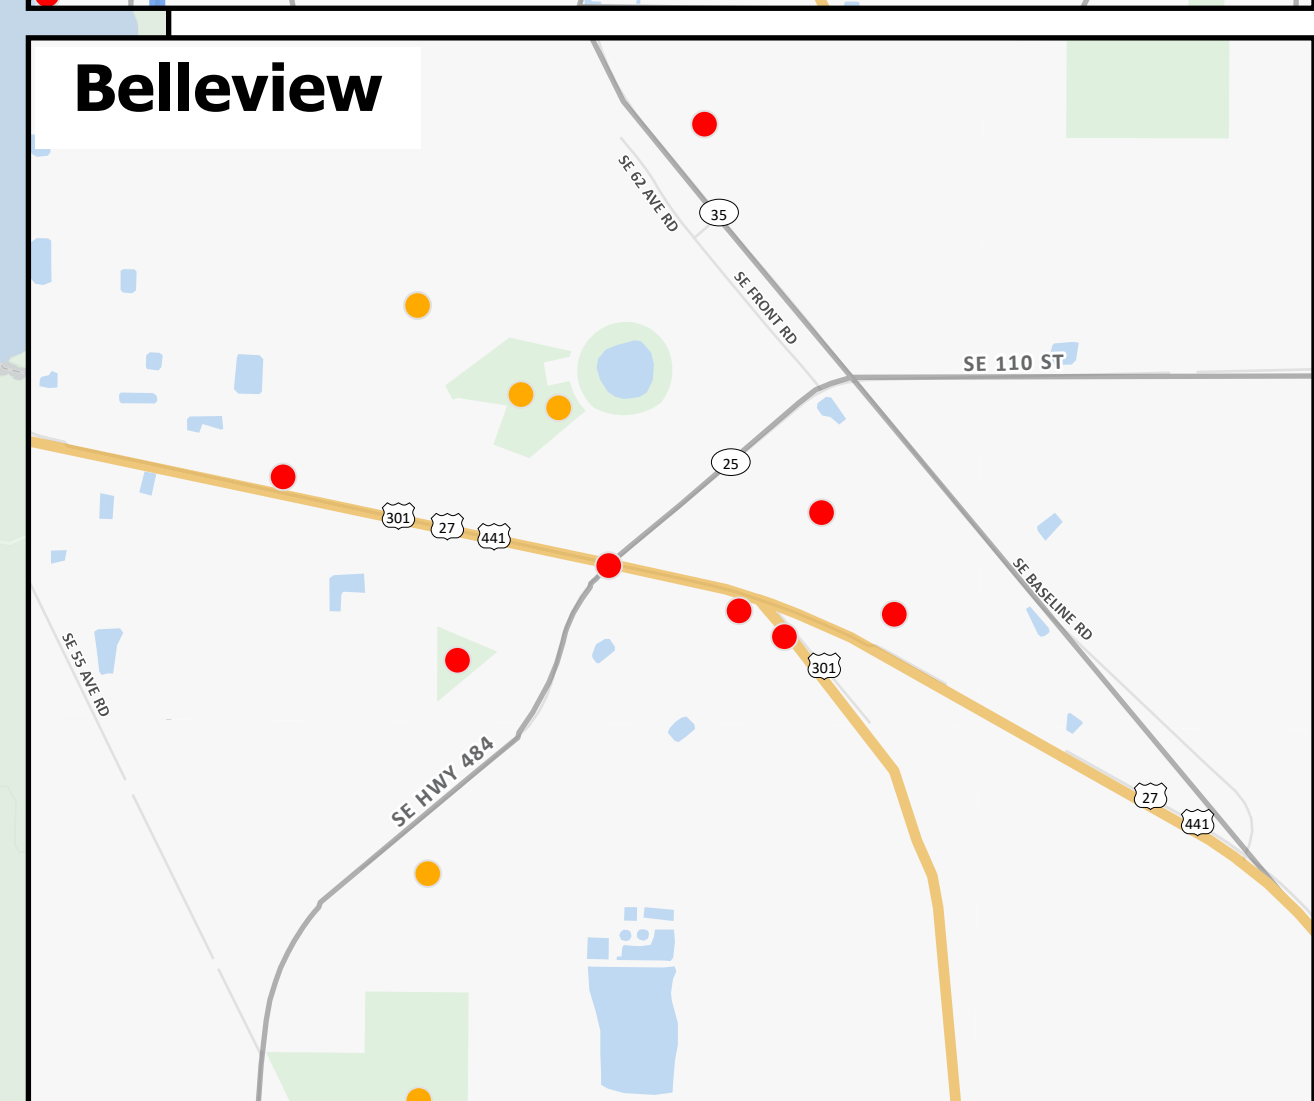 Belleview
SE 62 AVE RD
35
SE FRONT RD
SE 110 ST
25
301
27
441
SE BASELINE RD
SE 55 AVE RD
301
SE HWY 484
27
441